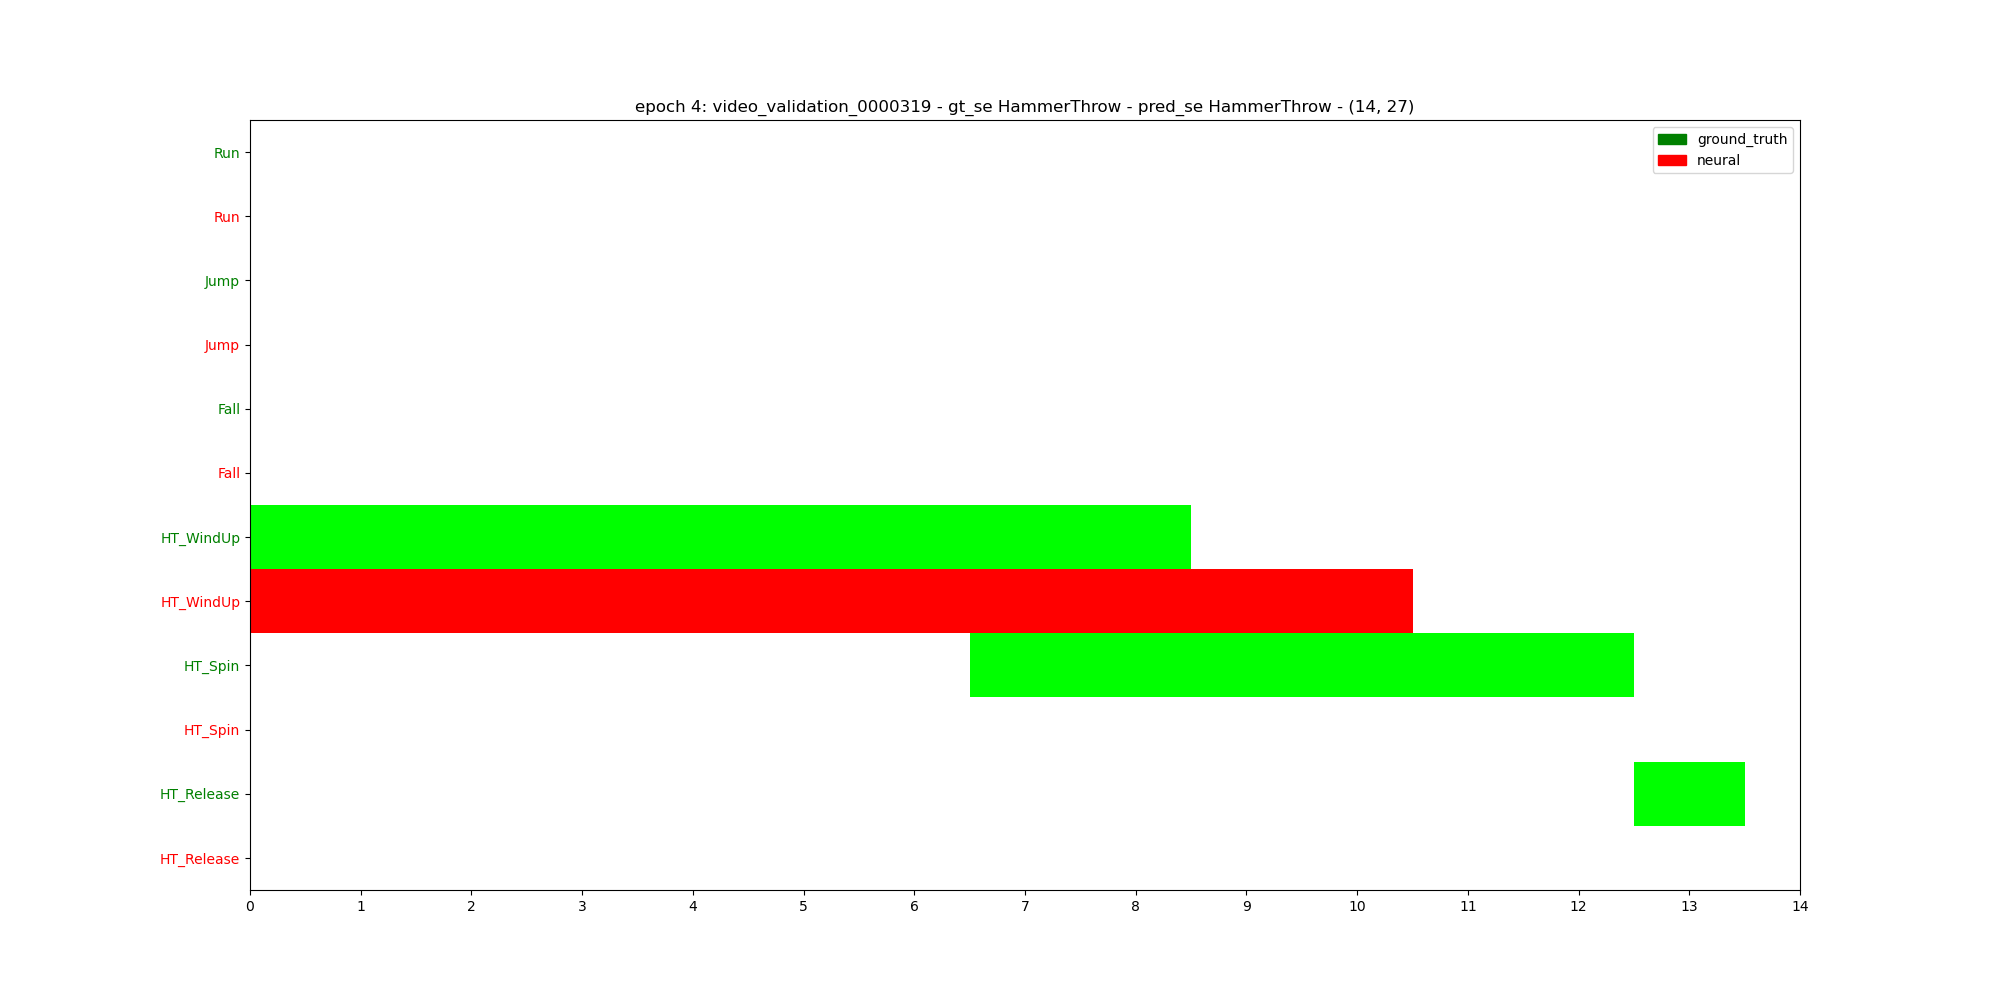 epoch 4: video_validation_0000319 - gt_se HammerThrow - pred_se HammerThrow - (14, 27)
ground_truth
neural
Run
Run
Jump
Jump
Fall
Fall
HT_WindUp
HT_WindUp
HT_Spin
HT_Spin
HT_Release
HT_Release
0 1 2 3 4 5 6 7 8 9 10 11 12 13 14